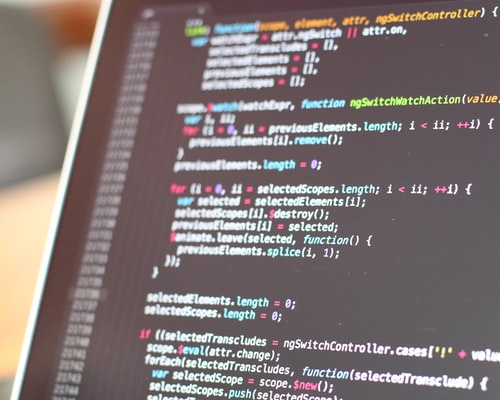 link: function(scope, element, attr, ngSwitchController) {
var watchExpr = attr.ngSwitch || attr.on,
selectedTranscludes = [],
selectedElements = [],
previousElements = [],
selectedScopes = [];
scope.$watch(watchExpr, function ngSwitchWatchAction(value
var i, ii;
for (i = 0, ii = previousElements.length; i < ii; ++i) {
previousElements[i].remove();
}
previousElements.length = 0;
for (i = 0, ii = selectedScopes.length; i < ii; ++i) {
var selected = selectedElements[i];
selectedScopes[i].$destroy();
previousElements[i] = selected;
$animate.leave(selected, function() {
previousElements.splice(i, 1);
});
}
selectedElements.length = 0;
selectedScopes.length = 0;
if ((selectedTranscludes = ngSwitchController.cases["!" + valu
scope.$eval(attr.change);
forEach(selectedTranscludes, function(selectedTransclude) {
var selectedScope = scope.$new();
selectedScopes.push(selectedScop